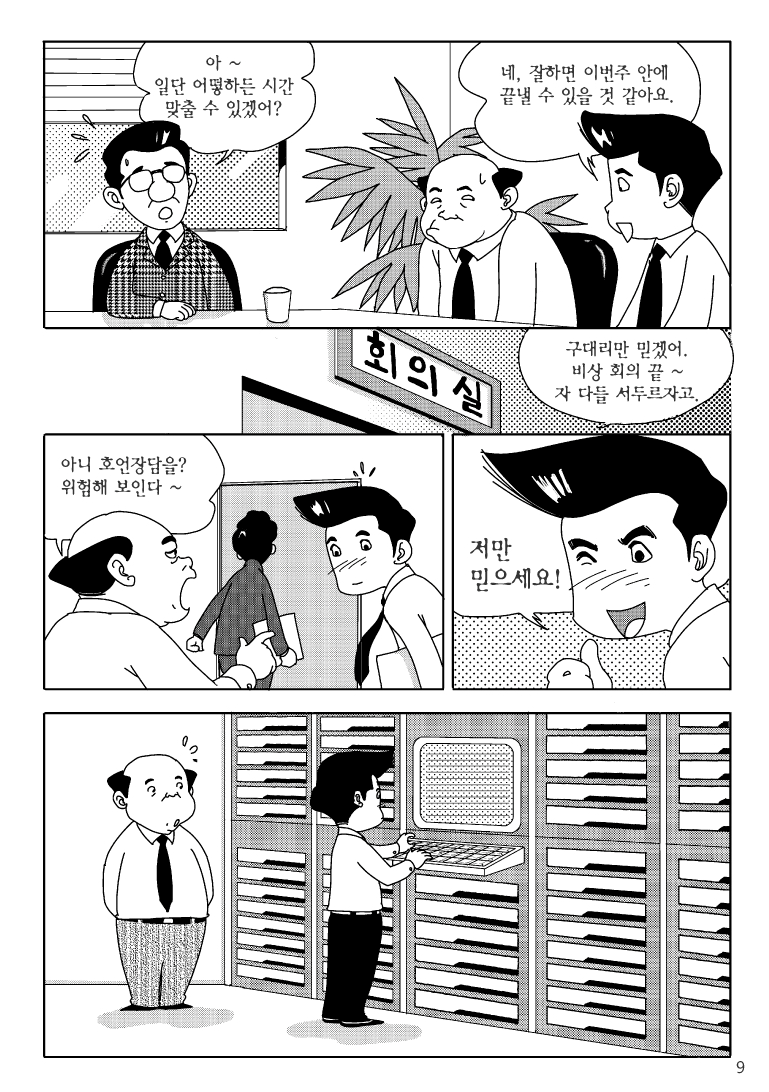 아 ~
일단 어떻하든 시간
맞출 수 있겠어?
네, 잘하면 이번주 안에
끝낼 수 있을 것 같아요.
회의실
구대리만 믿겠어.
비상 회의 끝 ~
자 다들 서두르자고.
아니 호언장담을?
위험해 보인다 ~
저만
믿으세요!
9